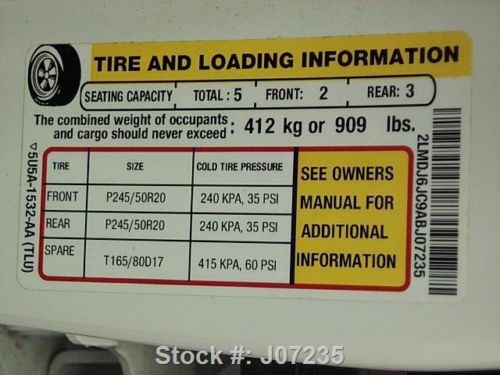 TIRE AND LOADING INFORMATION
SEATING CAPACITY TOTAL: 5 FRONT: 2 REAR: 3
The combined weight of occupants
and cargo should never exceed: 412 kg or 909 lbs.
TIRE SIZE COLD TIRE PRESSURE
FRONT P245/50R20 240 KPA, 35 PSI
REAR P245/50R20 240 KPA, 35 PSI
SPARE T165/80D17 415 KPA, 60 PSI
SEE OWNERS
MANUAL FOR
ADDITIONAL
INFORMATION
▽5U5A-1532-AA (TLU)
2LMDJ6JC9ABJ07235
Stock #: J07235